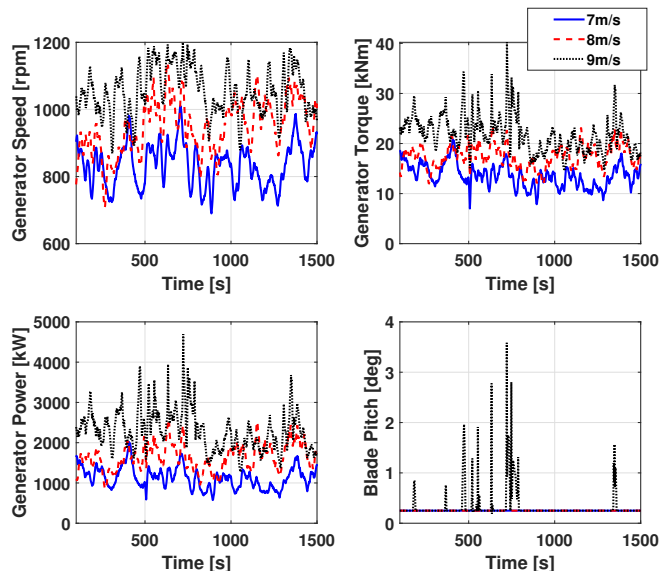 7m/s
8m/s
9m/s
1200
1000
800
600
Generator Speed [rpm]
500
1000
1500
Time [s]
40
30
20
10
0
Generator Torque [kNm]
500
1000
1500
Time [s]
5000
4000
3000
2000
1000
0
Generator Power [kW]
500
1000
1500
Time [s]
4
3
2
1
0
Blade Pitch [deg]
500
1000
1500
Time [s]